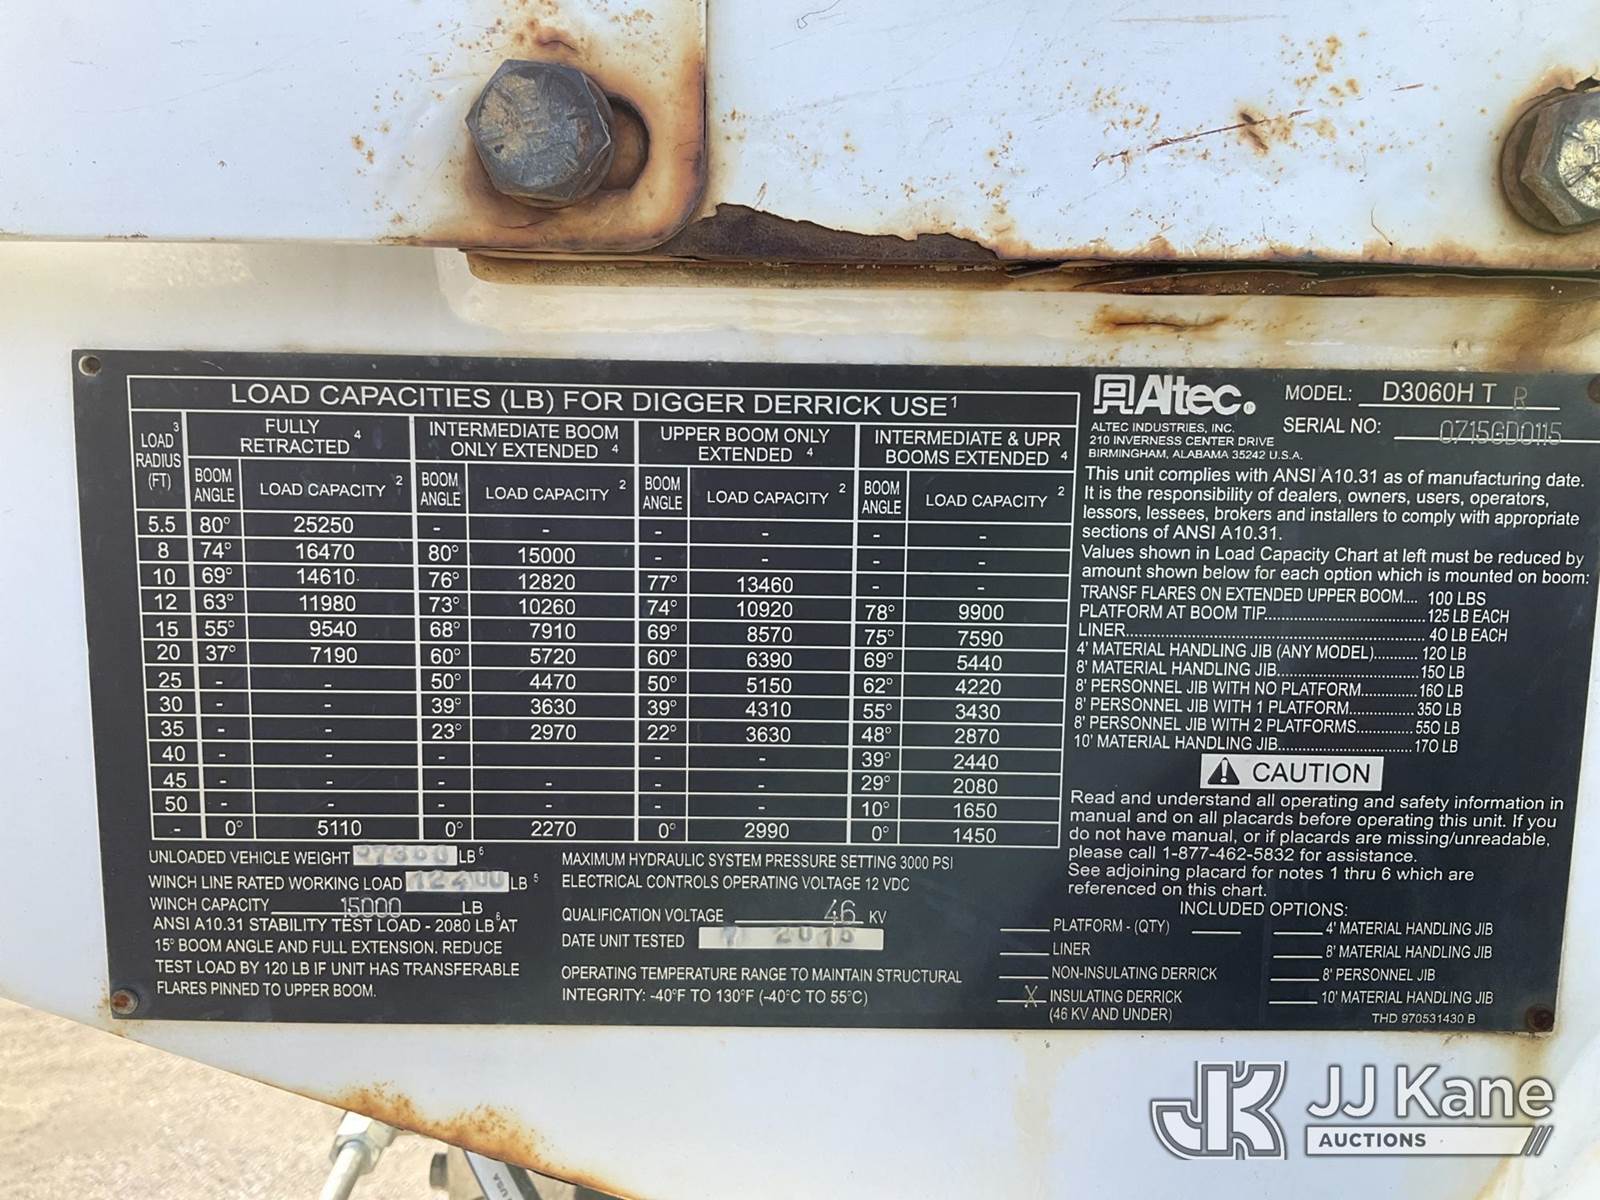 LOAD CAPACITIES (LB) FOR DIGGER DERRICK USE 1
LOAD 3 RADIUS (FT)
FULLY RETRACTED 4
INTERMEDIATE BOOM ONLY EXTENDED 4
UPPER BOOM ONLY EXTENDED 4
INTERMEDIATE & UPR BOOMS EXTENDED 4
BOOM ANGLE LOAD CAPACITY 2 BOOM ANGLE LOAD CAPACITY 2 BOOM ANGLE LOAD CAPACITY 2 BOOM ANGLE LOAD CAPACITY 2
5.5 80° 25250 - - - - - -
8 74° 16470 80° 15000 - - - -
10 69° 14610 76° 12820 77° 13460 - -
12 63° 11980 73° 10260 74° 10920 78° 9900
15 55° 9540 68° 7910 69° 8570 75° 7590
20 37° 7190 60° 5720 60° 6390 69° 5440
25 - - 50° 4470 50° 5150 62° 4220
30 - - 39° 3630 39° 4310 55° 3430
35 - - 23° 2970 22° 3630 48° 2870
40 - - - - - - 39° 2440
45 - - - - - - 29° 2080
50 - - - - - - 10° 1650
- 0° 5110 0° 2270 0° 2990 0° 1450
UNLOADED VEHICLE WEIGHT LB 6
WINCH LINE RATED WORKING LOAD 12400 LB 5
WINCH CAPACITY 15000 LB
ANSI A10.31 STABILITY TEST LOAD - 2080 LB 6 AT
15° BOOM ANGLE AND FULL EXTENSION. REDUCE
TEST LOAD BY 120 LB IF UNIT HAS TRANSFERABLE
FLARES PINNED TO UPPER BOOM.
MAXIMUM HYDRAULIC SYSTEM PRESSURE SETTING 3000 PSI
ELECTRICAL CONTROLS OPERATING VOLTAGE 12 VDC
QUALIFICATION VOLTAGE 46 KV
DATE UNIT TESTED
OPERATING TEMPERATURE RANGE TO MAINTAIN STRUCTURAL
INTEGRITY: -40°F TO 130°F (-40°C TO 55°C)
Altec
ALTEC INDUSTRIES, INC.
210 INVERNESS CENTER DRIVE
BIRMINGHAM, ALABAMA 35242 U.S.A.
MODEL: D3060H T R
SERIAL NO: 0715GD0115
This unit complies with ANSI A10.31 as of manufacturing date.
It is the responsibility of dealers, owners, users, operators,
lessors, lessees, brokers and installers to comply with appropriate
sections of ANSI A10.31.
Values shown in Load Capacity Chart at left must be reduced by
amount shown below for each option which is mounted on boom:
TRANSF FLARES ON EXTENDED UPPER BOOM.... 100 LBS
PLATFORM AT BOOM TIP.... 125 LB EACH
LINER.... 40 LB EACH
4' MATERIAL HANDLING JIB (ANY MODEL).... 120 LB
8' MATERIAL HANDLING JIB.... 150 LB
8' PERSONNEL JIB WITH NO PLATFORM.... 160 LB
8' PERSONNEL JIB WITH 1 PLATFORM.... 350 LB
8' PERSONNEL JIB WITH 2 PLATFORMS.... 550 LB
10' MATERIAL HANDLING JIB.... 170 LB
CAUTION
Read and understand all operating and safety information in
manual and on all placards before operating this unit. If you
do not have manual, or if placards are missing/unreadable,
please call 1-877-462-5832 for assistance.
See adjoining placard for notes 1 thru 6 which are
referenced on this chart.
INCLUDED OPTIONS:
PLATFORM - (QTY)
LINER
NON-INSULATING DERRICK
X INSULATING DERRICK
(46 KV AND UNDER)
4' MATERIAL HANDLING JIB
8' MATERIAL HANDLING JIB
8' PERSONNEL JIB
10' MATERIAL HANDLING JIB
THD 970531430 B
USA
JK JJ Kane
AUCTIONS